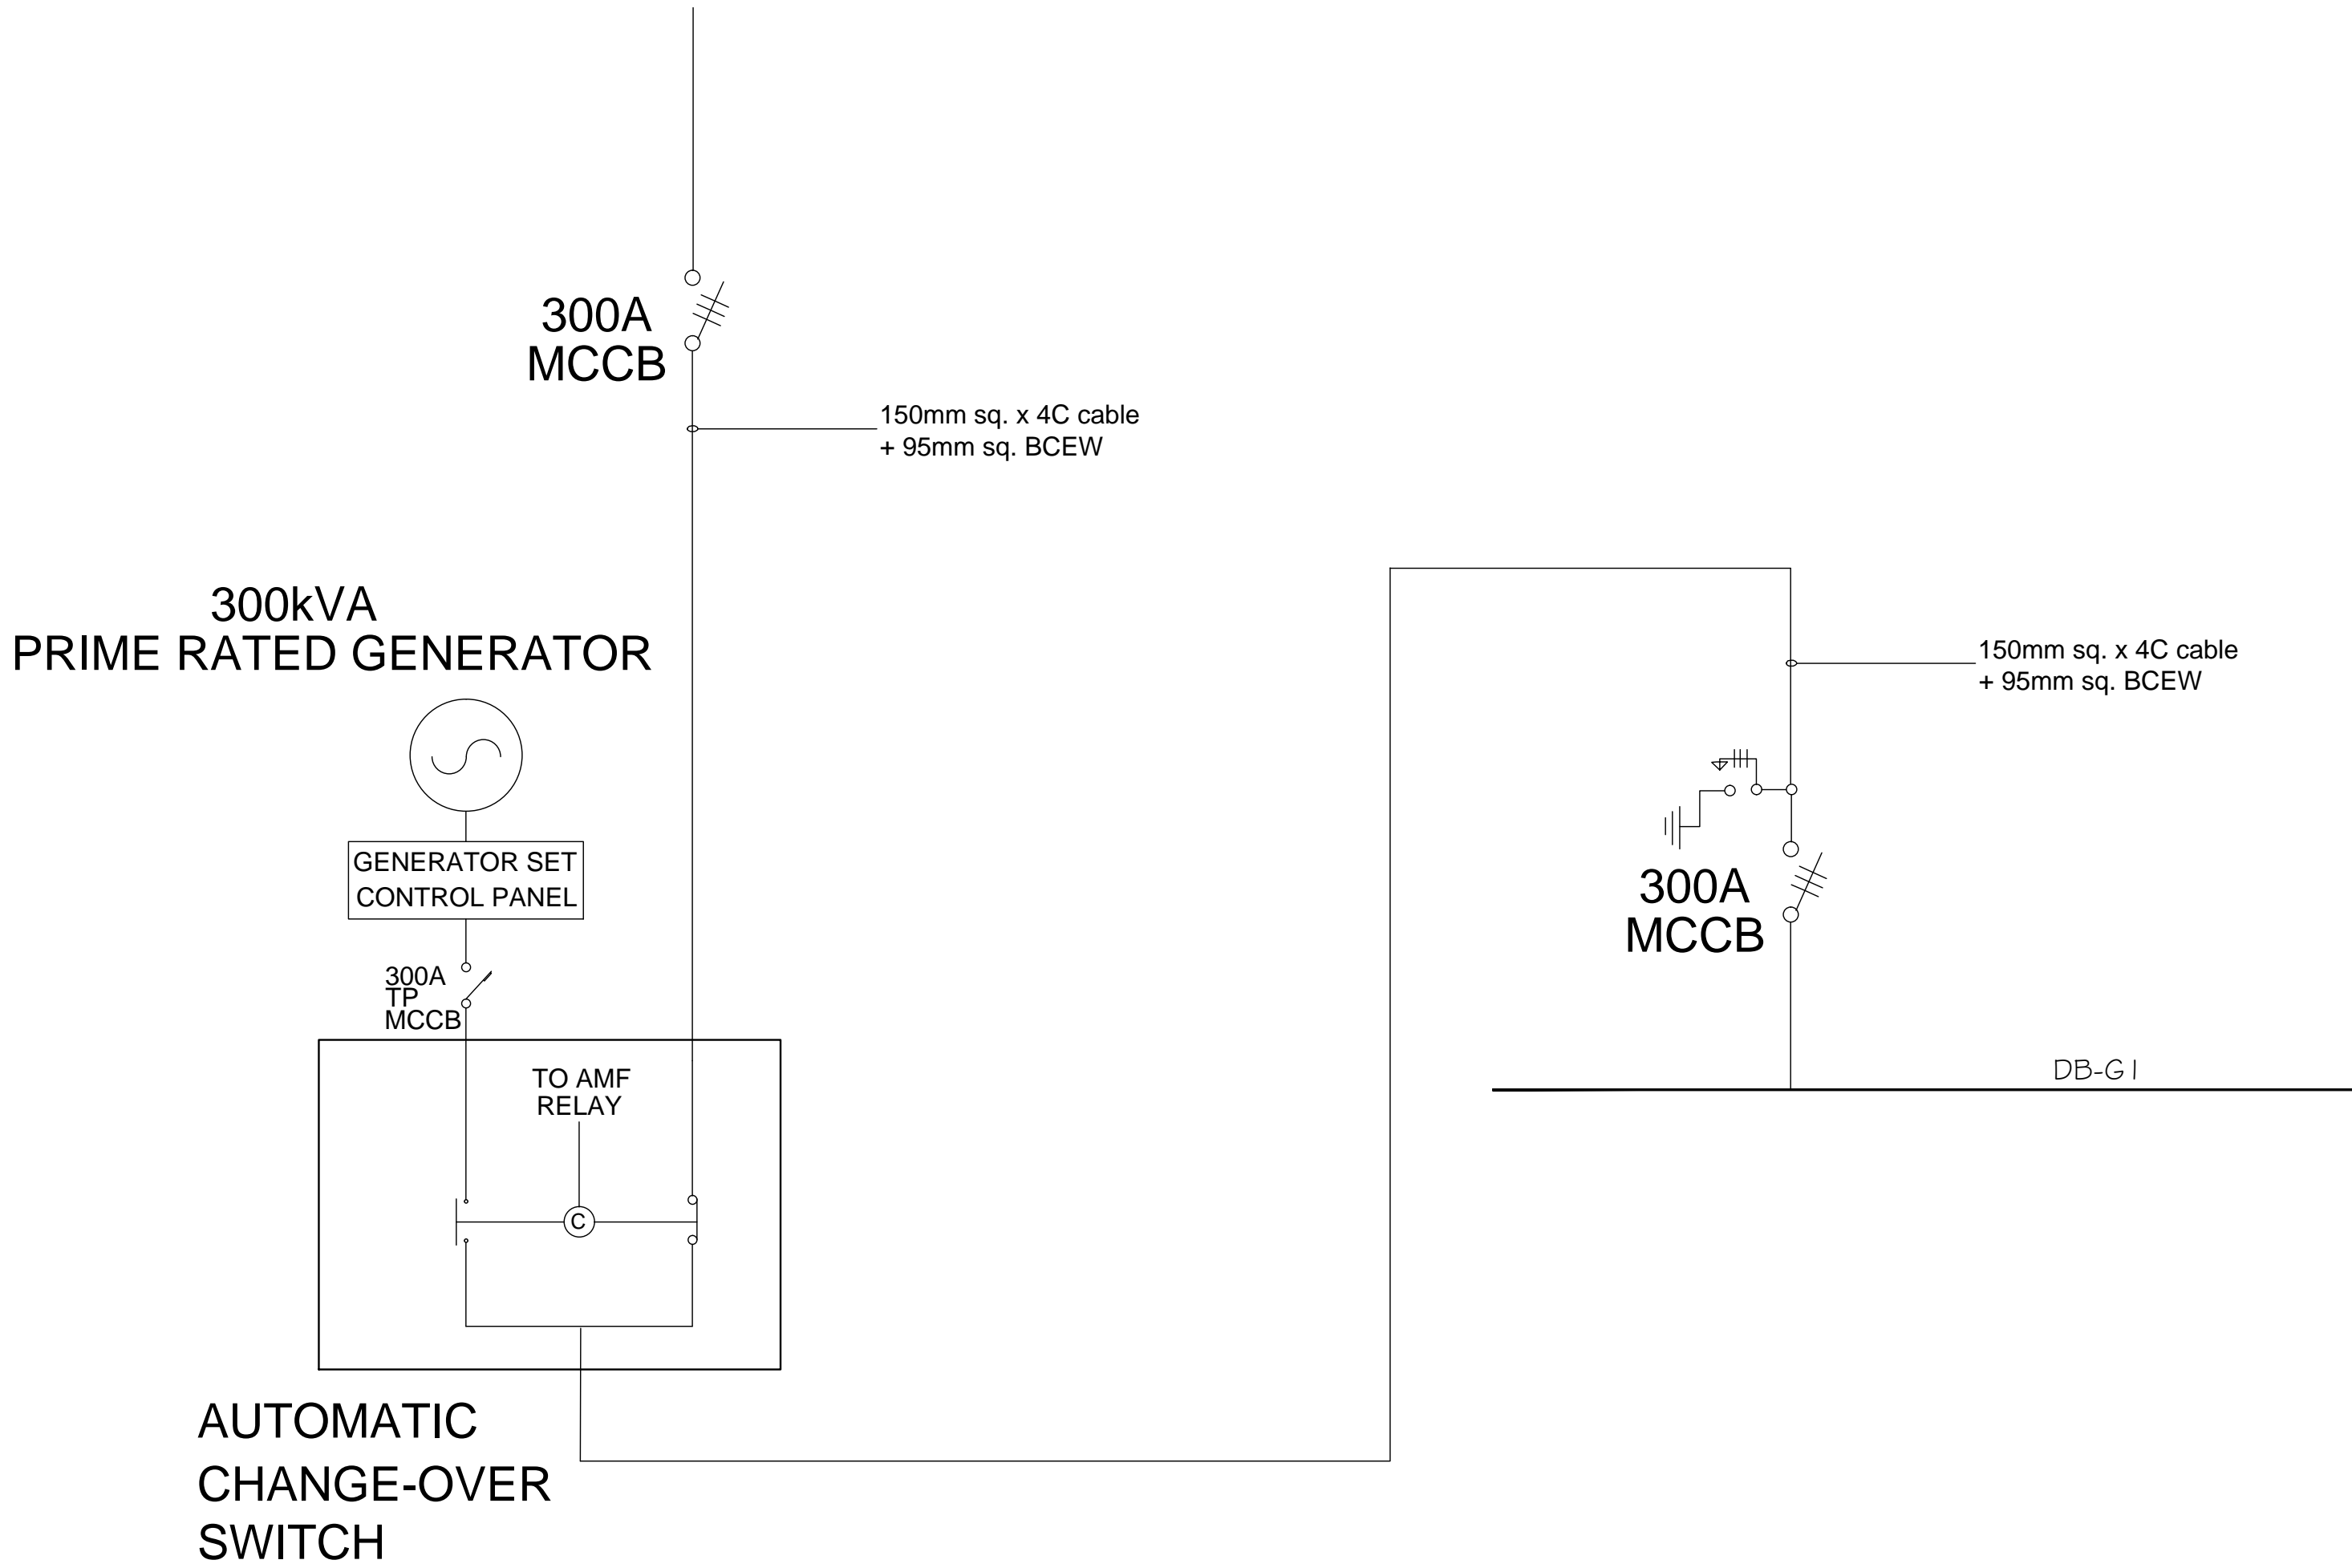 300A
MCCB
150mm sq. x 4C cable
+ 95mm sq. BCEW
300kVA
PRIME RATED GENERATOR
150mm sq. x 4C cable
+ 95mm sq. BCEW
GENERATOR SET
CONTROL PANEL
300A
MCCB
300A
TP
MCCB
DB-G1
TO AMF
RELAY
C
AUTOMATIC
CHANGE-OVER
SWITCH